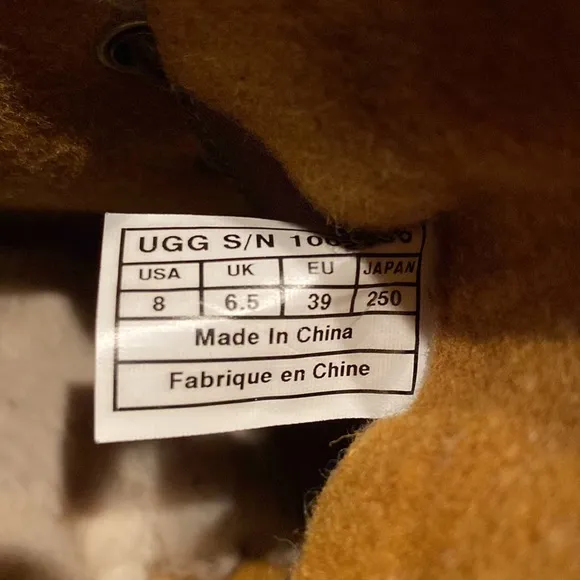 UGG S/N
USA UK EU JAPAN
8 6.5 39 250
Made In China
Fabrique en Chine